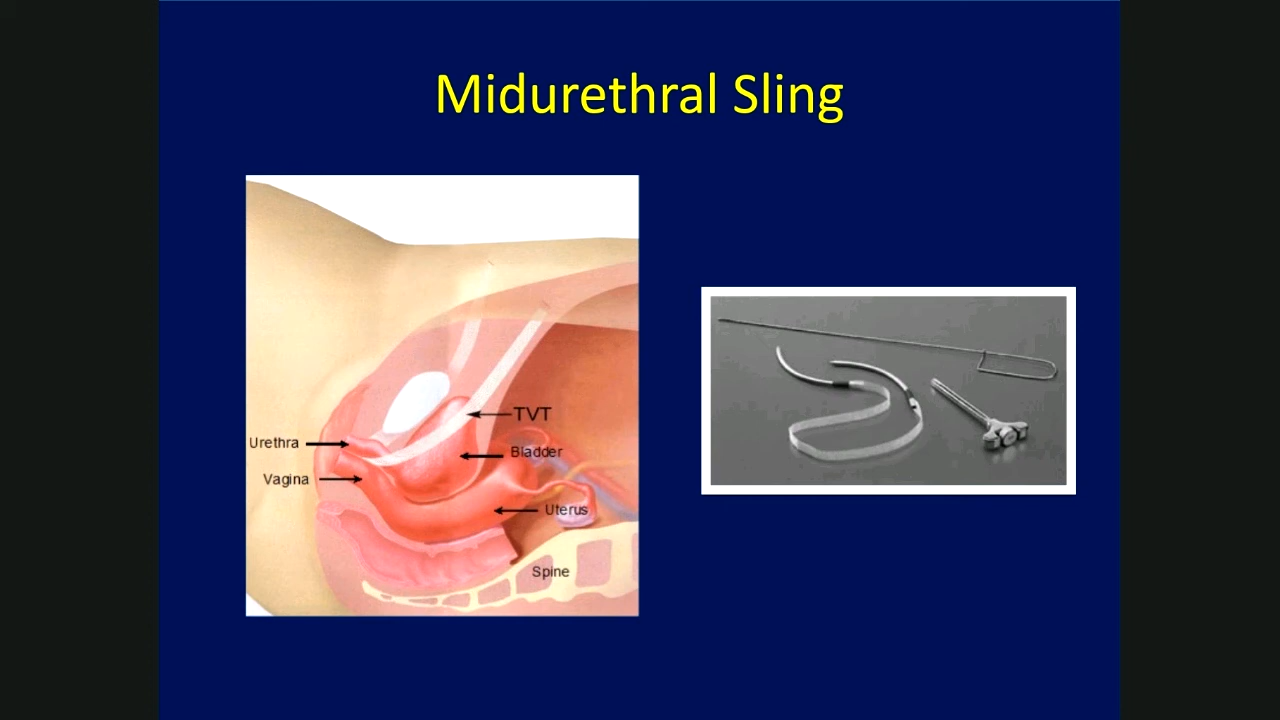 Midurethral Sling
TVT
Urethra
Bladder
Vagina
Uterus
Spine